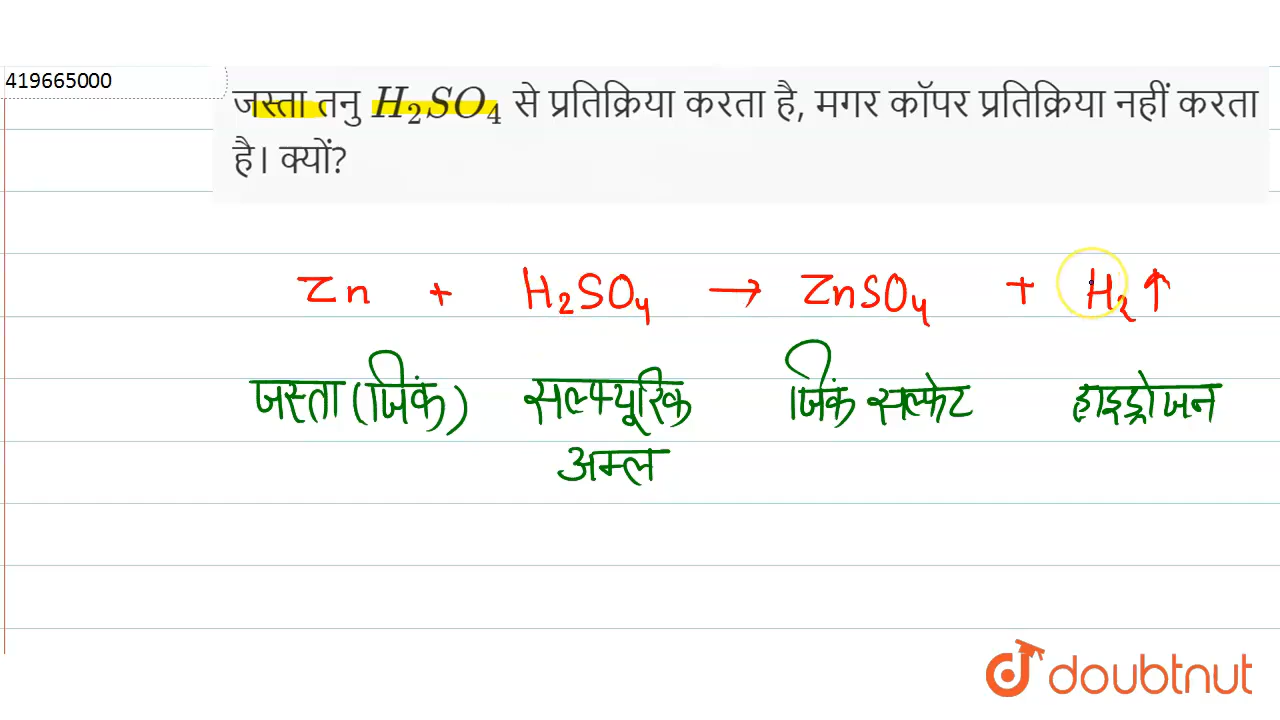 419665000
जस्ता तनु H₂SO₄ से प्रतिक्रिया करता है, मगर कॉपर प्रतिक्रिया नहीं करता
है। क्यों?
Zn + H₂SO₄ → ZnSO₄ + H₂↑
जस्ता (जिंक) सल्फ्यूरिक जिंक सल्फेट हाइड्रोजन
अम्ल
doubtnut